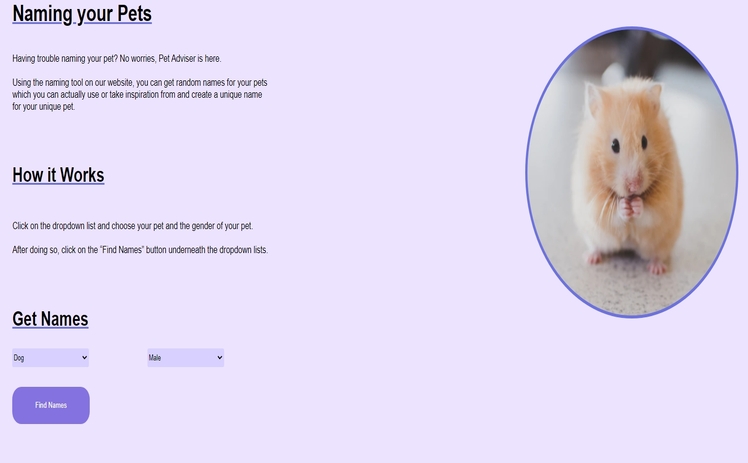 Naming your Pets
Having trouble naming your pet? No worries, Pet Adviser is here.
Using the naming tool on our website, you can get random names for your pets
which you can actually use or take inspiration from and create a unique name
for your unique pet.
How it Works
Click on the dropdown list and choose your pet and the gender of your pet.
After doing so, click on the "Find Names" button underneath the dropdown lists.
Get Names
Dog
Male
Find Names